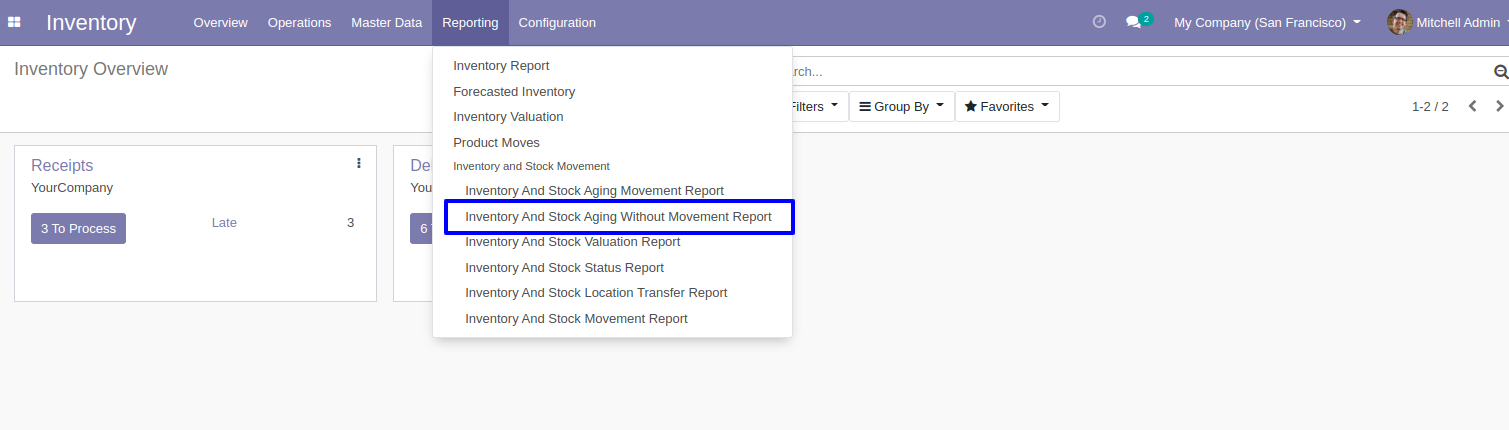 Inventory Overview Operations Master Data Reporting Configuration 2 My Company (San Francisco) Mitchell Admin
Inventory Overview
rch...
Inventory Report
Forecasted Inventory
Inventory Valuation
Product Moves
Inventory and Stock Movement
Inventory And Stock Aging Movement Report
Inventory And Stock Aging Without Movement Report
Inventory And Stock Valuation Report
Inventory And Stock Status Report
Inventory And Stock Location Transfer Report
Inventory And Stock Movement Report
ilters Group By Favorites 1-2 / 2
Receipts
YourCompany
3 To Process Late 3
De
You
6